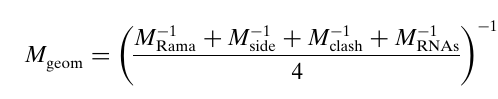 M_geom = ((M_Rama^−1 + M_side^−1 + M_clash^−1 + M_RNAs^−1)/4)^−1